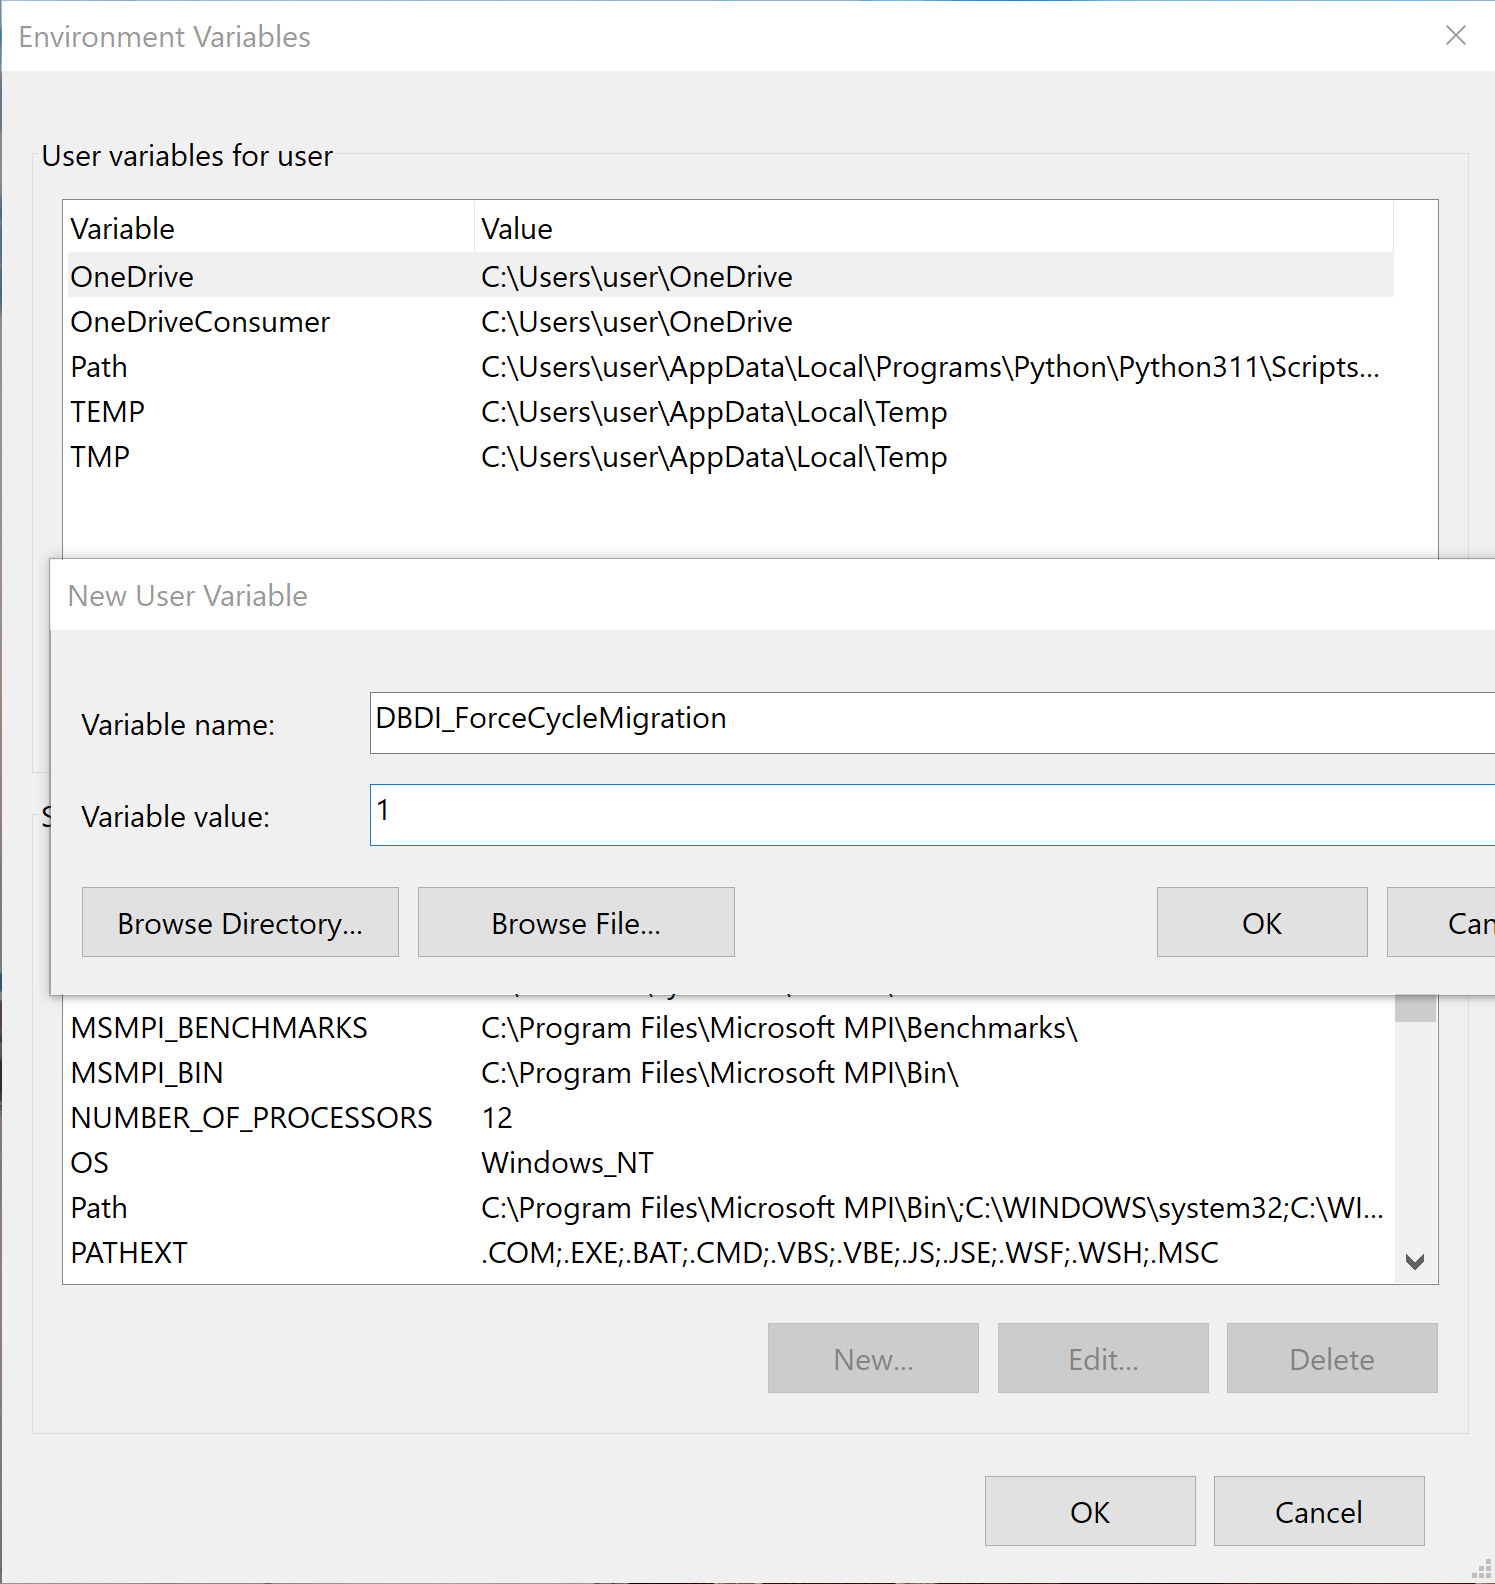 Environment Variables
User variables for user
Variable Value
OneDrive C:\Users\user\OneDrive
OneDriveConsumer C:\Users\user\OneDrive
Path C:\Users\user\AppData\Local\Programs\Python\Python311\Scripts...
TEMP C:\Users\user\AppData\Local\Temp
TMP C:\Users\user\AppData\Local\Temp
New User Variable
Variable name: DBDI_ForceCycleMigration
Variable value: 1
Browse Directory... Browse File... OK Can
MSMPI_BENCHMARKS C:\Program Files\Microsoft MPI\Benchmarks\
MSMPI_BIN C:\Program Files\Microsoft MPI\Bin\
NUMBER_OF_PROCESSORS 12
OS Windows_NT
Path C:\Program Files\Microsoft MPI\Bin\;C:\WINDOWS\system32;C:\WI...
PATHEXT .COM;.EXE;.BAT;.CMD;.VBS;.VBE;.JS;.JSE;.WSF;.WSH;.MSC
New... Edit... Delete
OK Cancel